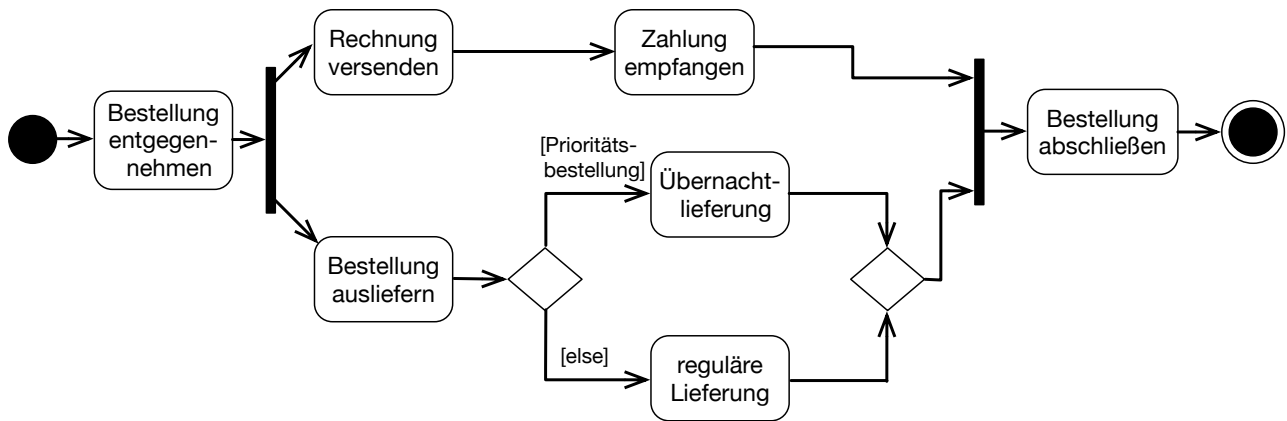 Rechnung
versenden
Zahlung
empfangen
Bestellung
entgegen-
nehmen
Bestellung
abschließen
[Prioritäts-
bestellung]
Übernacht-
lieferung
Bestellung
ausliefern
[else]
reguläre
Lieferung